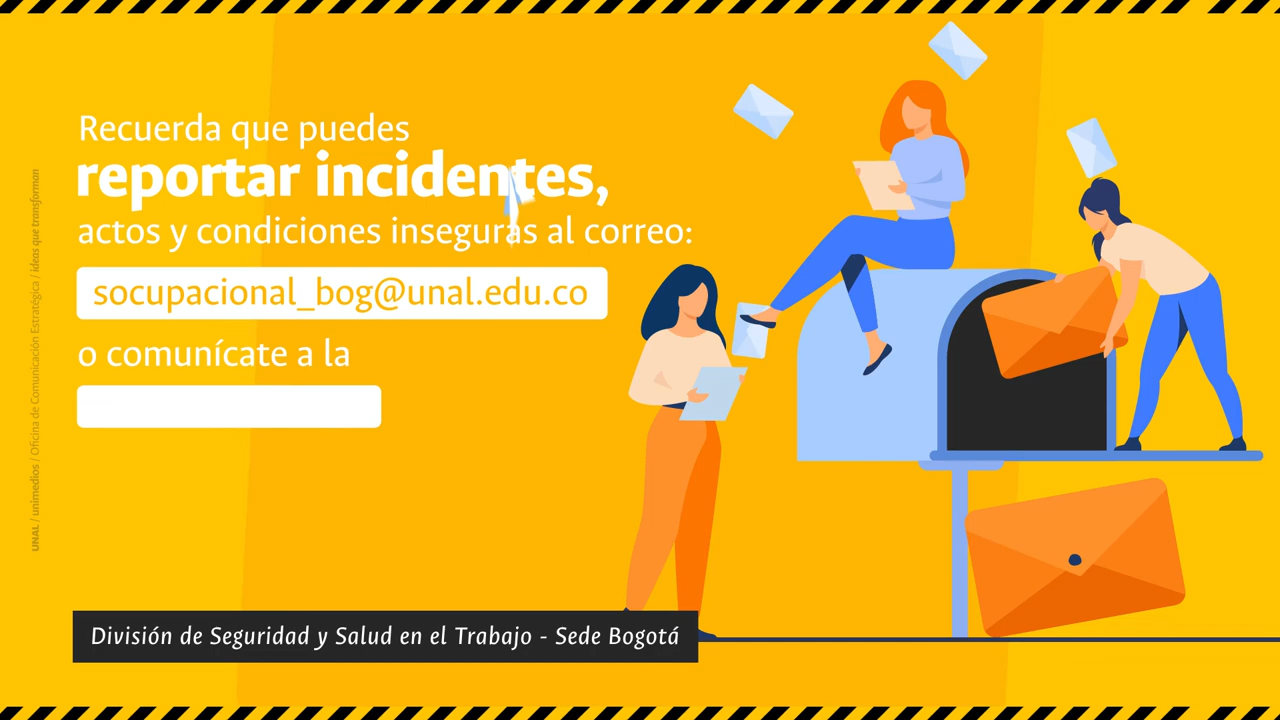 Recuerda que puedes
reportar incidentes,
actos y condiciones inseguras al correo:
socupacional_bog@unal.edu.co
o comunícate a la
División de Seguridad y Salud en el Trabajo - Sede Bogotá
UNAL / unimedios / Oficina de Comunicación Estratégica / ideas que transforman